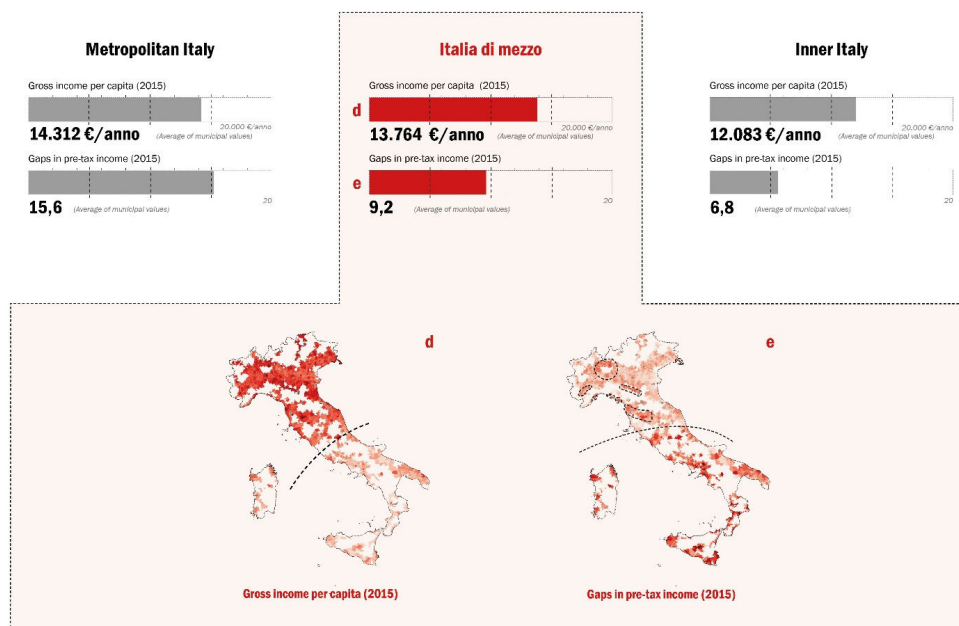 Metropolitan Italy
Gross income per capita (2015)
20.000 €/anno
14.312 €/anno (Average of municipal values)
Gaps in pre-tax income (2015)
20
15,6 (Average of municipal values)
Italia di mezzo
Gross income per capita (2015)
d
20.000 €/anno
13.764 €/anno (Average of municipal values)
Gaps in pre-tax income (2015)
e
20
9,2 (Average of municipal values)
Inner Italy
Gross income per capita (2015)
20.000 €/anno
12.083 €/anno (Average of municipal values)
Gaps in pre-tax income (2015)
20
6,8 (Average of municipal values)
d
e
Gross income per capita (2015)
Gaps in pre-tax income (2015)